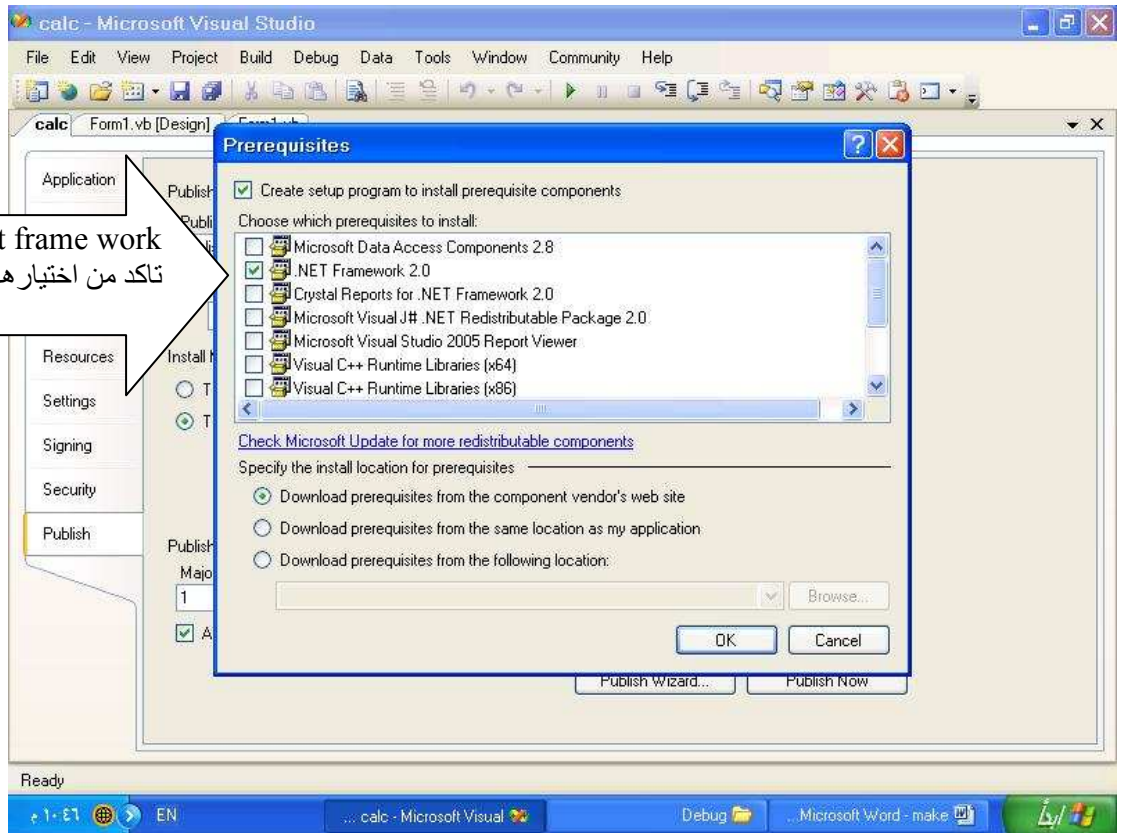 calc - Microsoft Visual Studio
File Edit View Project Build Debug Data Tools Window Community Help
calc Form1.vb [Design] Form1.vb
Prerequisites
Application
Publish
Create setup program to install prerequisite components
Choose which prerequisites to install:
t frame work
تاكد من اختيارها
Microsoft Data Access Components 2.8
.NET Framework 2.0
Crystal Reports for .NET Framework 2.0
Microsoft Visual J# .NET Redistributable Package 2.0
Microsoft Visual Studio 2005 Report Viewer
Visual C++ Runtime Libraries (x64)
Visual C++ Runtime Libraries (x86)
Resources
Install
Settings
Signing
Check Microsoft Update for more redistributable components
Specify the install location for prerequisites
Security
Download prerequisites from the component vendor's web site
Download prerequisites from the same location as my application
Publish
Publish
Download prerequisites from the following location:
Majo
1
Browse...
A
OK Cancel
Publish Wizard... Publish Now
Ready
١٠:٤٦ م EN ... calc - Microsoft Visual Debug ...Microsoft Word - make ابدأ